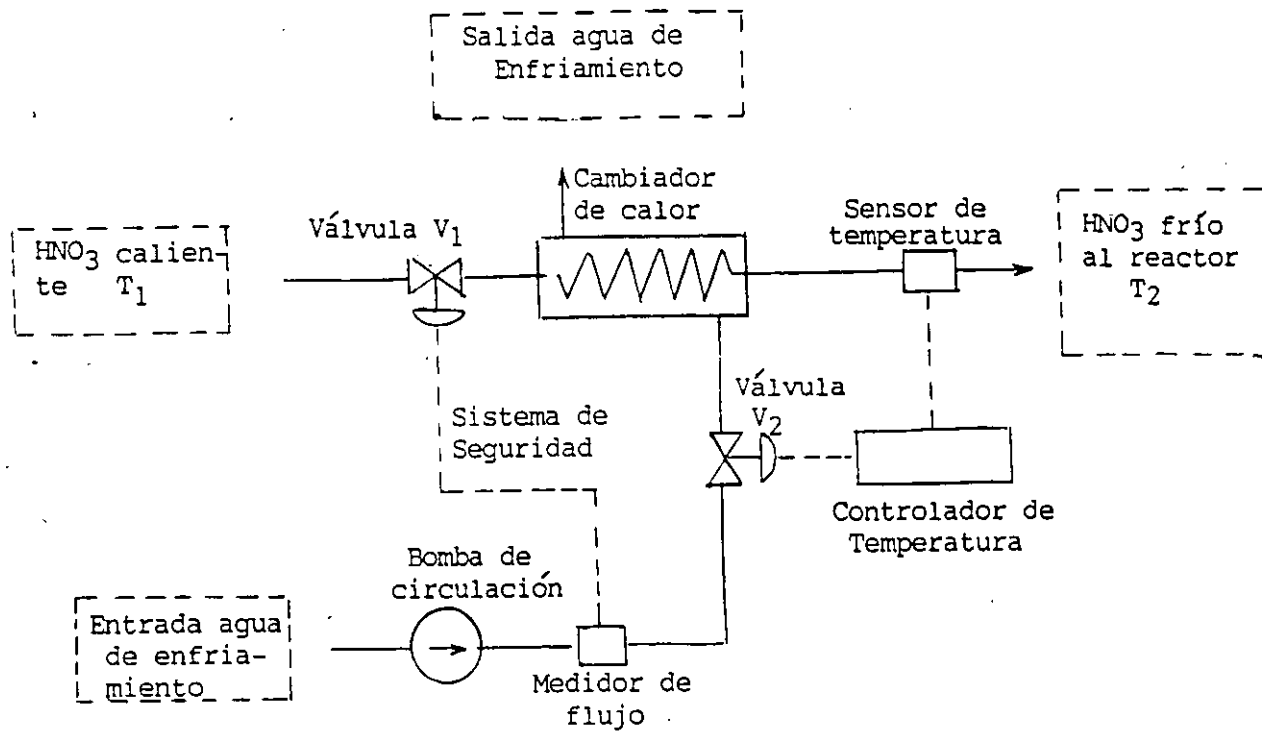 Salida agua de
Enfriamiento
Cambiador
de calor
Sensor de
temperatura
Válvula V1
HNO3 calien-
te T1
HNO3 frío
al reactor
T2
Válvula
V2
Sistema de
Seguridad
Controlador de
Temperatura
Bomba de
circulación
Entrada agua
de enfria-
miento
Medidor de
flujo